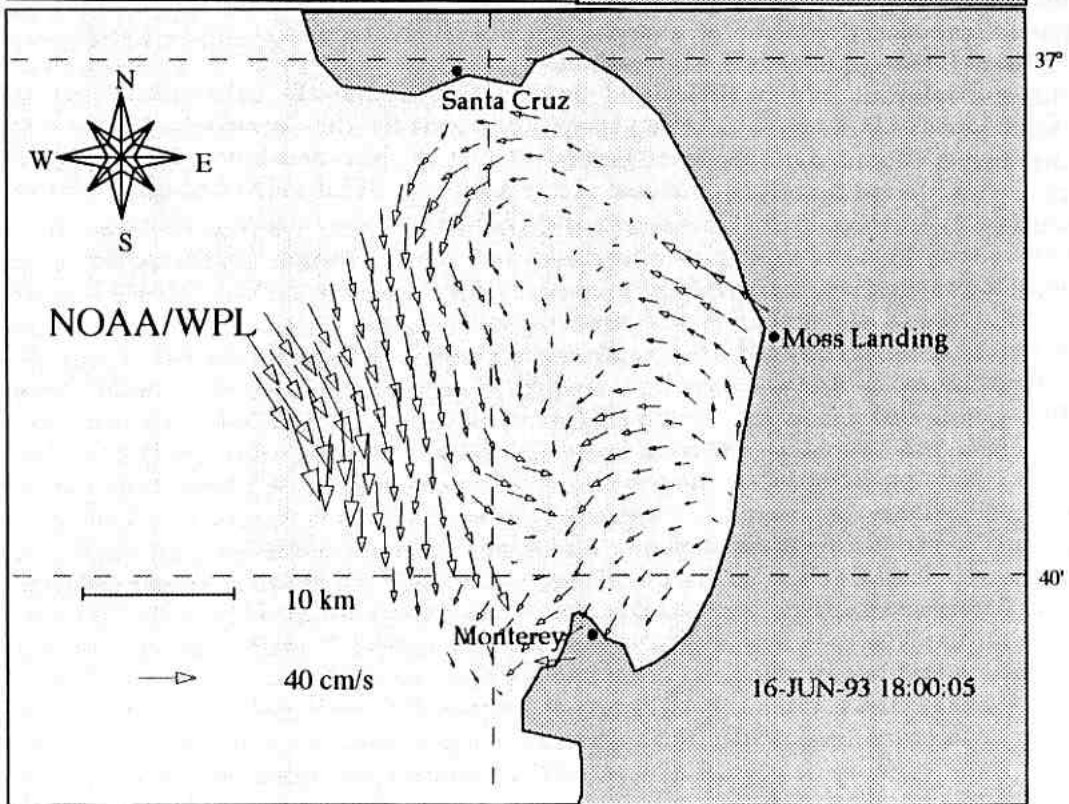 37°
N
Santa Cruz
W E
S
NOAA/WPL
Moss Landing
40'
10 km
Monterey
40 cm/s
16-JUN-93 18:00:05